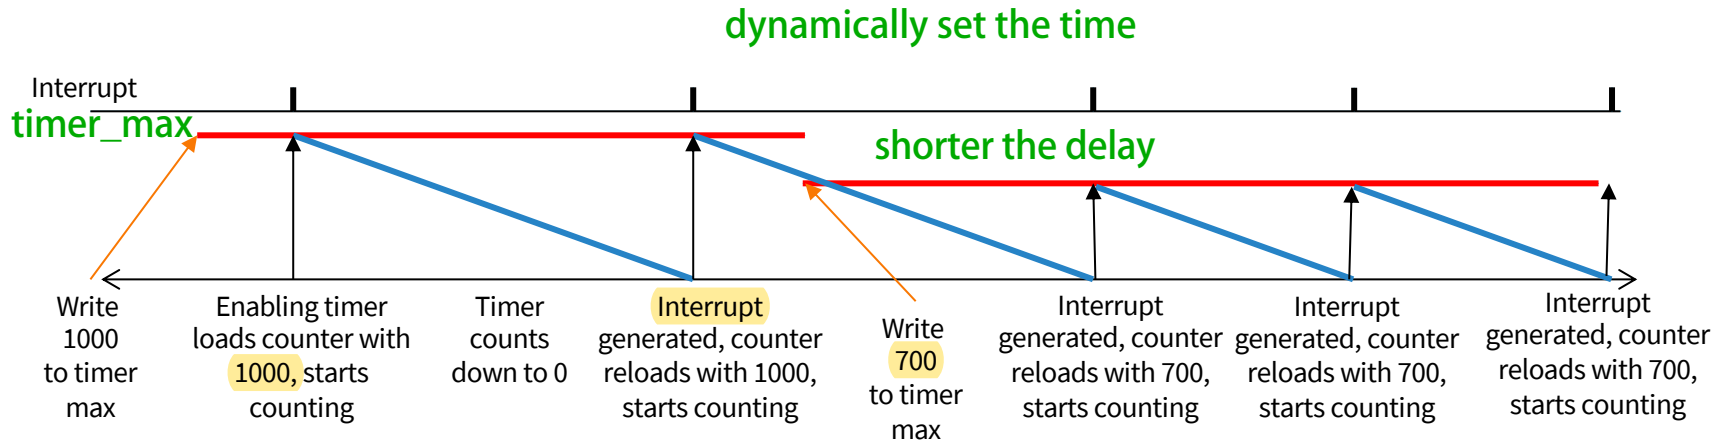 dynamically set the time
Interrupt
timer_max
shorter the delay
Write
1000
to timer
max
Enabling timer
loads counter with
1000, starts
counting
Timer
counts
down to 0
Interrupt
generated, counter
reloads with 1000,
starts counting
Write
700
to timer
max
Interrupt
generated, counter
reloads with 700,
starts counting
Interrupt
generated, counter
reloads with 700,
starts counting
Interrupt
generated, counter
reloads with 700,
starts counting